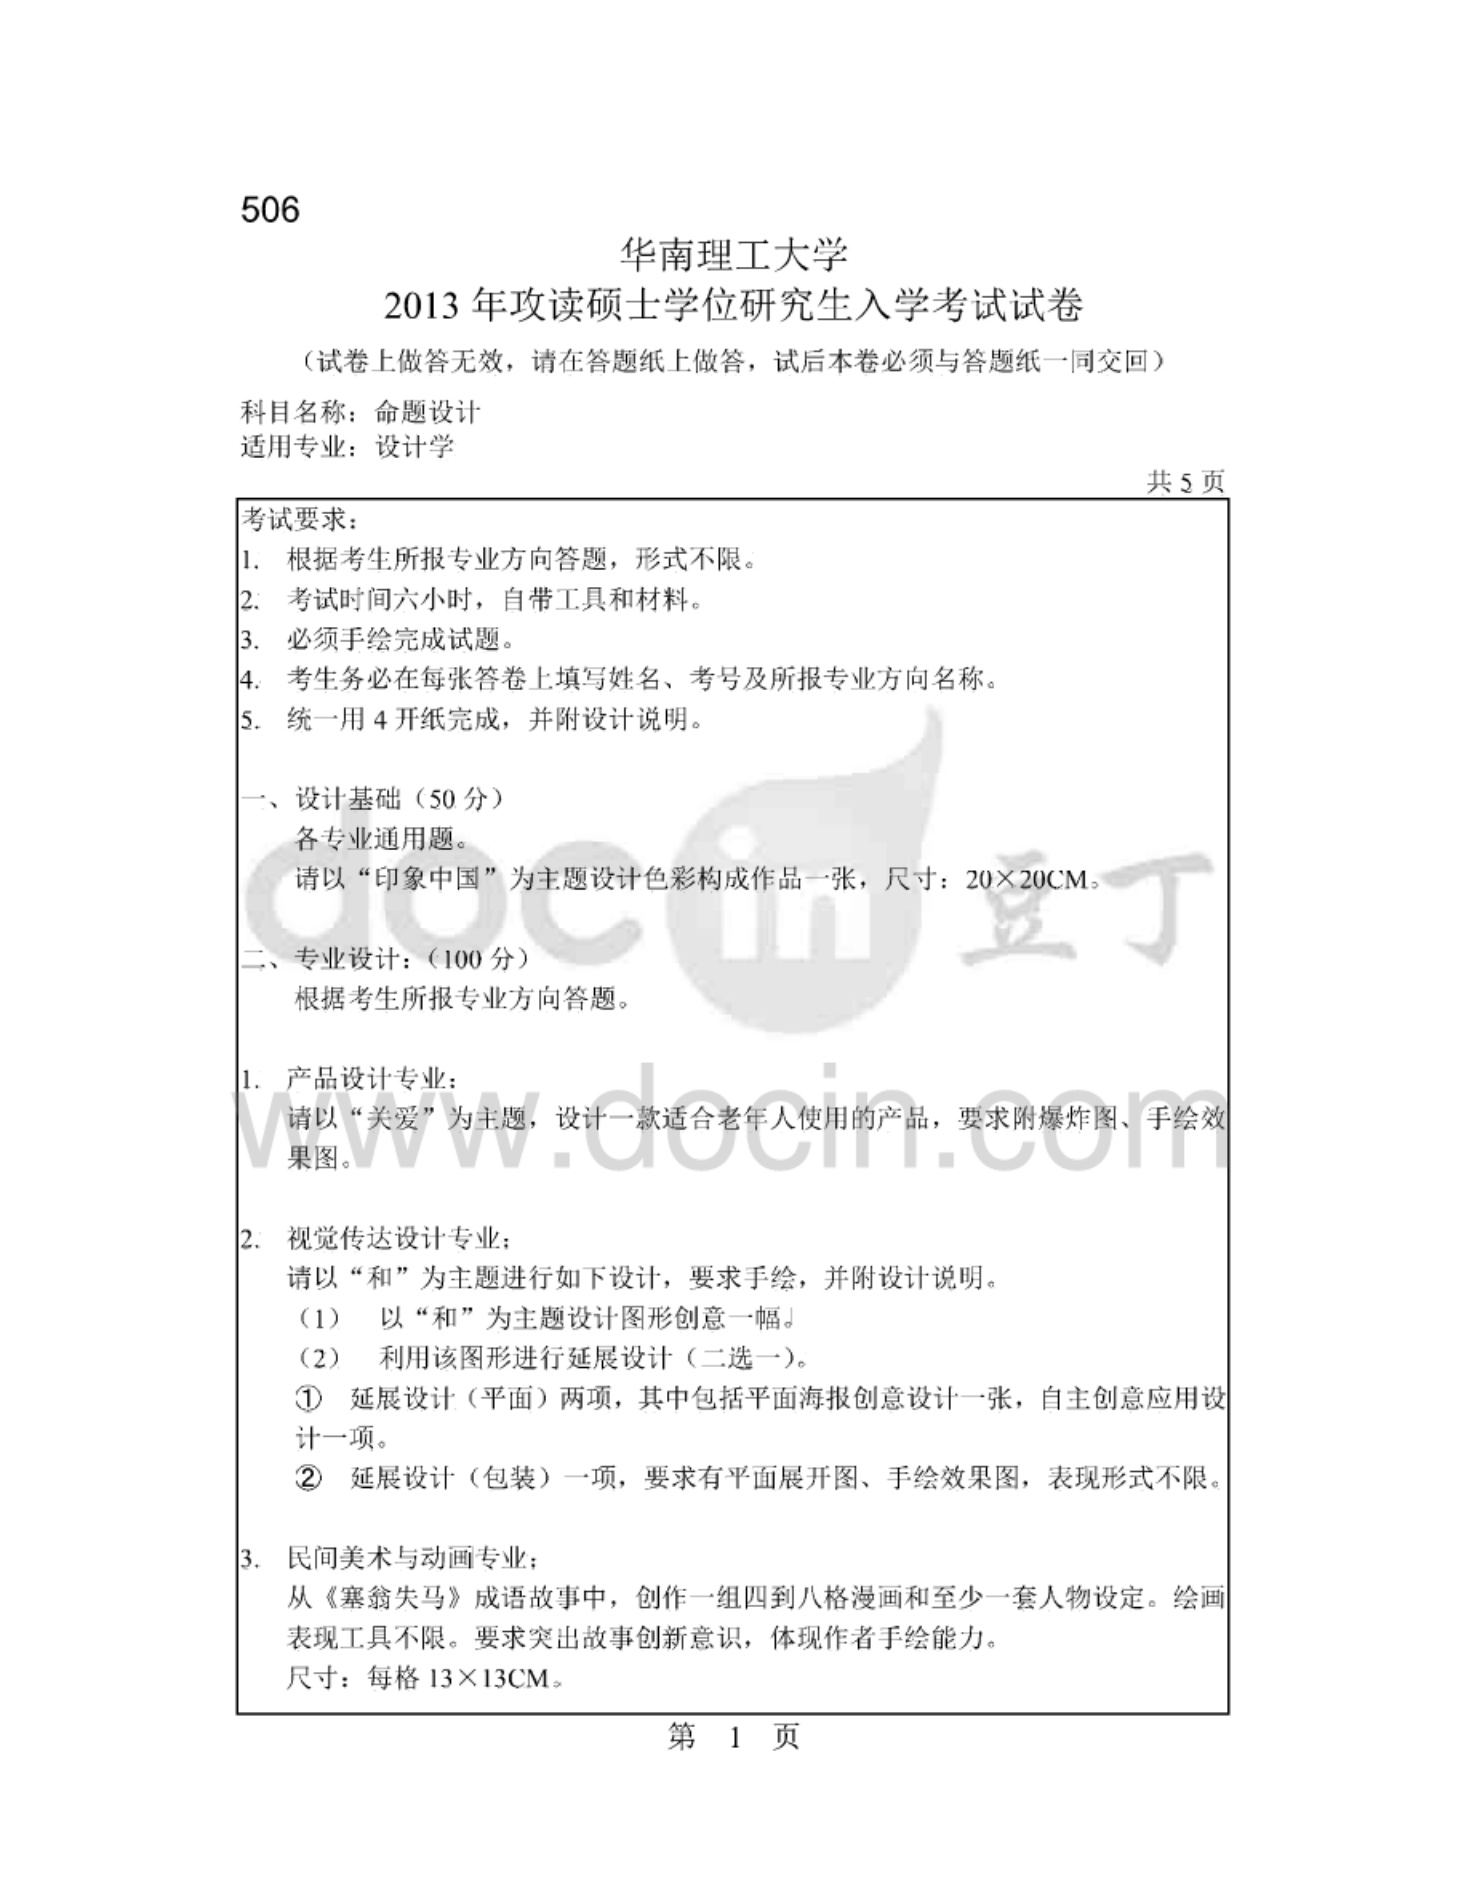 506
华南理工大学
2013 年攻读硕士学位研究生入学考试试卷
（试卷上做答无效，请在答题纸上做答，试后本卷必须与答题纸一同交回）
科目名称：命题设计
适用专业：设计学
共 5 页
考试要求：
1. 根据考生所报专业方向答题，形式不限。
2. 考试时间六小时，自带工具和材料。
3. 必须手绘完成试题。
4. 考生务必在每张答卷上填写姓名、考号及所报专业方向名称。
5. 统一用 4 开纸完成，并附设计说明。
一、设计基础（50 分）
各专业通用题。
请以“印象中国”为主题设计色彩构成作品一张，尺寸：20×20CM。
docin 豆丁
二、专业设计：（100 分）
根据考生所报专业方向答题。
1. 产品设计专业：
www.docin.com
请以“关爱”为主题，设计一款适合老年人使用的产品，要求附爆炸图、手绘效
果图。
2. 视觉传达设计专业：
请以“和”为主题进行如下设计，要求手绘，并附设计说明。
（1） 以“和”为主题设计图形创意一幅。
（2） 利用该图形进行延展设计（二选一）。
① 延展设计（平面）两项，其中包括平面海报创意设计一张，自主创意应用设
计一项。
② 延展设计（包装）一项，要求有平面展开图、手绘效果图，表现形式不限。
3. 民间美术与动画专业：
从《塞翁失马》成语故事中，创作一组四到八格漫画和至少一套人物设定。绘画
表现工具不限。要求突出故事创新意识，体现作者手绘能力。
尺寸：每格 13×13CM。
第 1 页